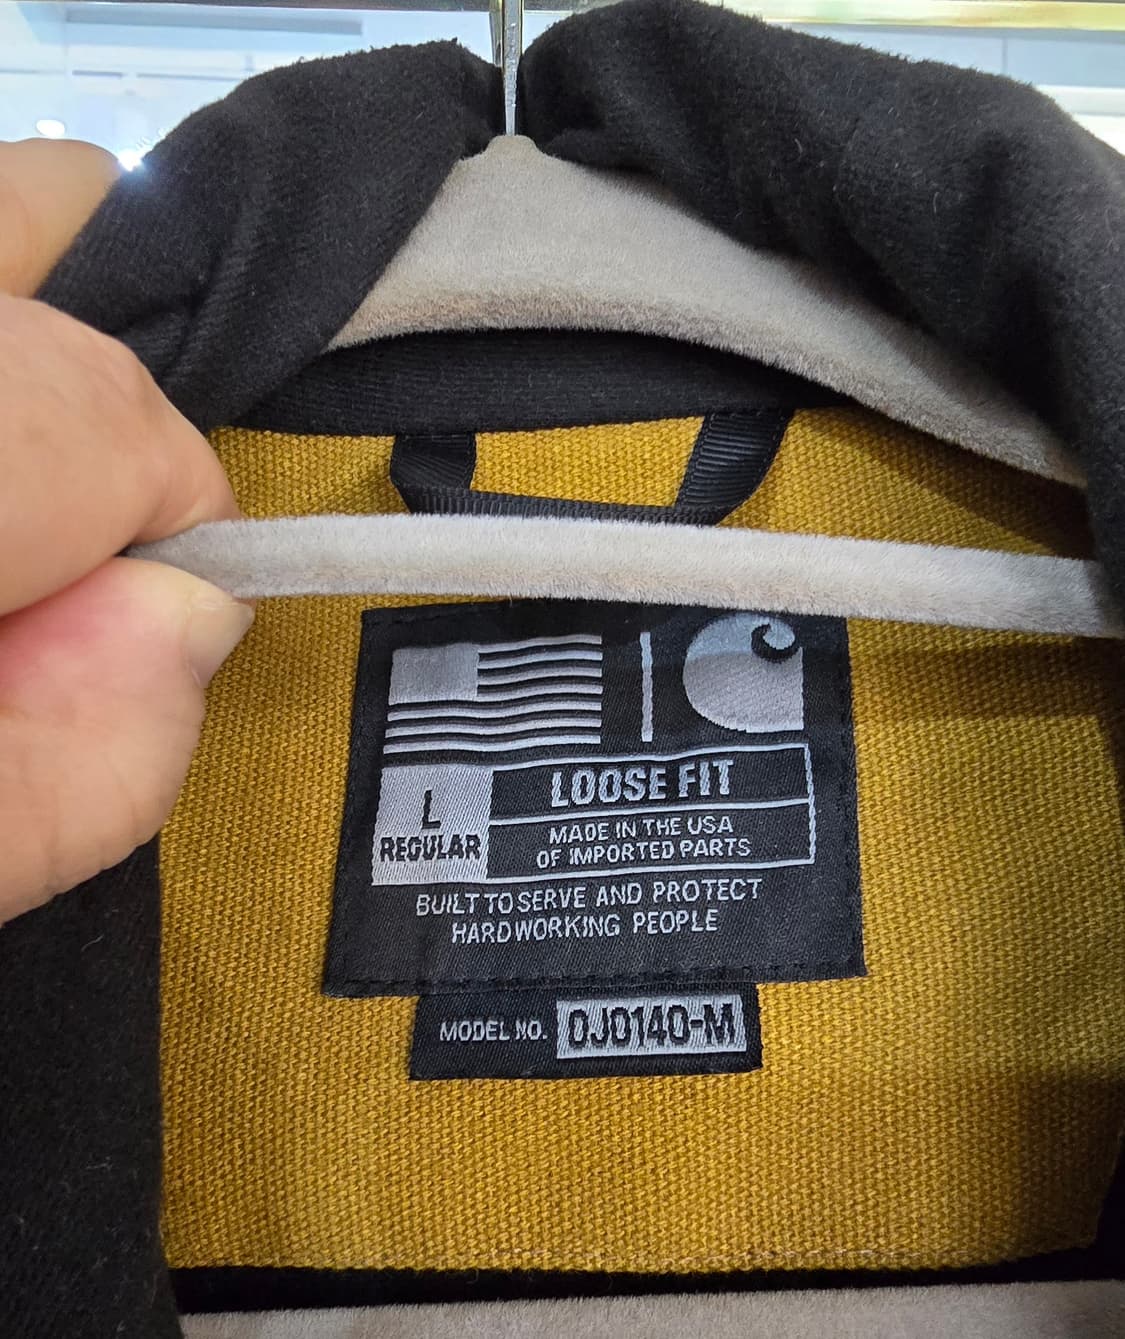 L
REGULAR
LOOSE FIT
MADE IN THE USA
OF IMPORTED PARTS
BUILT TO SERVE AND PROTECT
HARDWORKING PEOPLE
MODEL NO. OJ0140-M